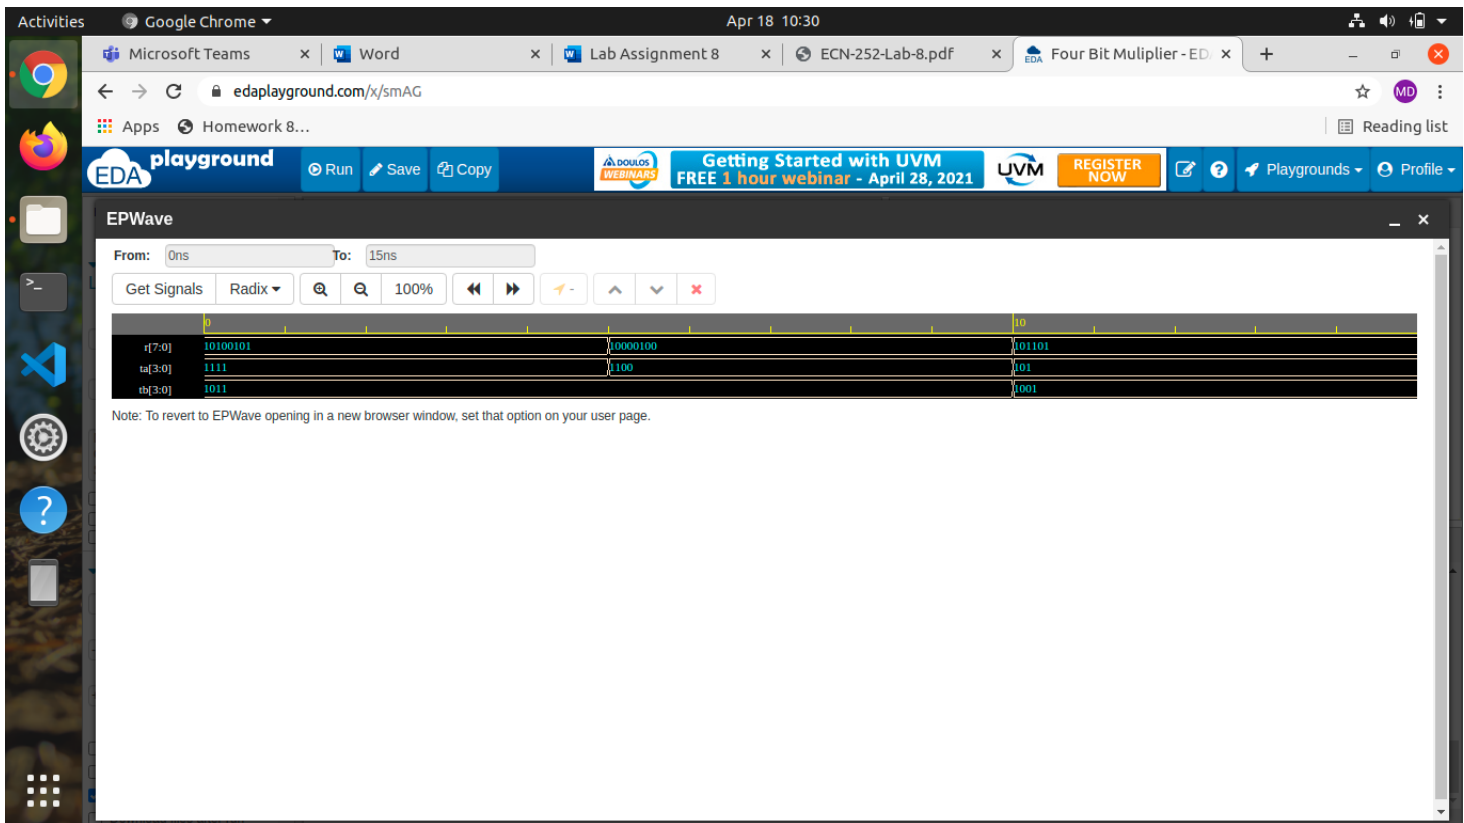 Activities Google Chrome Apr 18 10:30
Microsoft Teams Word Lab Assignment 8 ECN-252-Lab-8.pdf Four Bit Muliplier - ED
edaplayground.com/x/smAG MD
Apps Homework 8... Reading list
EDA playground Run Save Copy DOULOS WEBINARS Getting Started with UVM FREE 1 hour webinar - April 28, 2021 UVM REGISTER NOW Playgrounds Profile
EPWave
From: 0ns To: 15ns
Get Signals Radix 100% -
0 10
r[7:0] 10100101 10000100 101101
ta[3:0] 1111 1100 101
tb[3:0] 1011 1001
Note: To revert to EPWave opening in a new browser window, set that option on your user page.